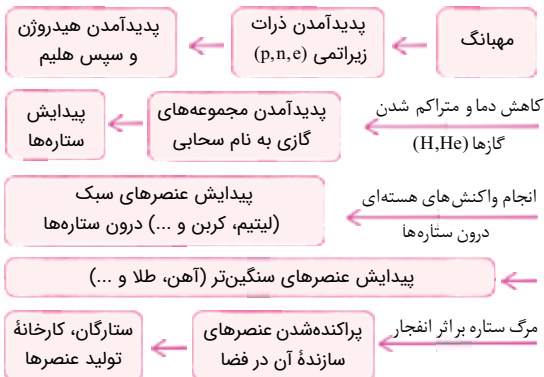 مهبانگ
پدیدآمدن ذرات
زیراتمی (p,n,e)
پدیدآمدن هیدروژن
و سپس هلیم
کاهش دما و متراکم شدن
گازها (H,He)
پدیدآمدن مجموعه‌های
گازی به نام سحابی
پیدایش
ستاره‌ها
انجام واکنش‌های هسته‌ای
درون ستاره‌ها
پیدایش عنصرهای سبک
(لیتیم، کربن و ...) درون ستاره‌ها
پیدایش عنصرهای سنگین‌تر (آهن، طلا و ...)
مرگ ستاره بر اثر انفجار
پراکنده‌شدن عنصرهای
سازندهٔ آن در فضا
ستارگان، کارخانهٔ
تولید عنصرها